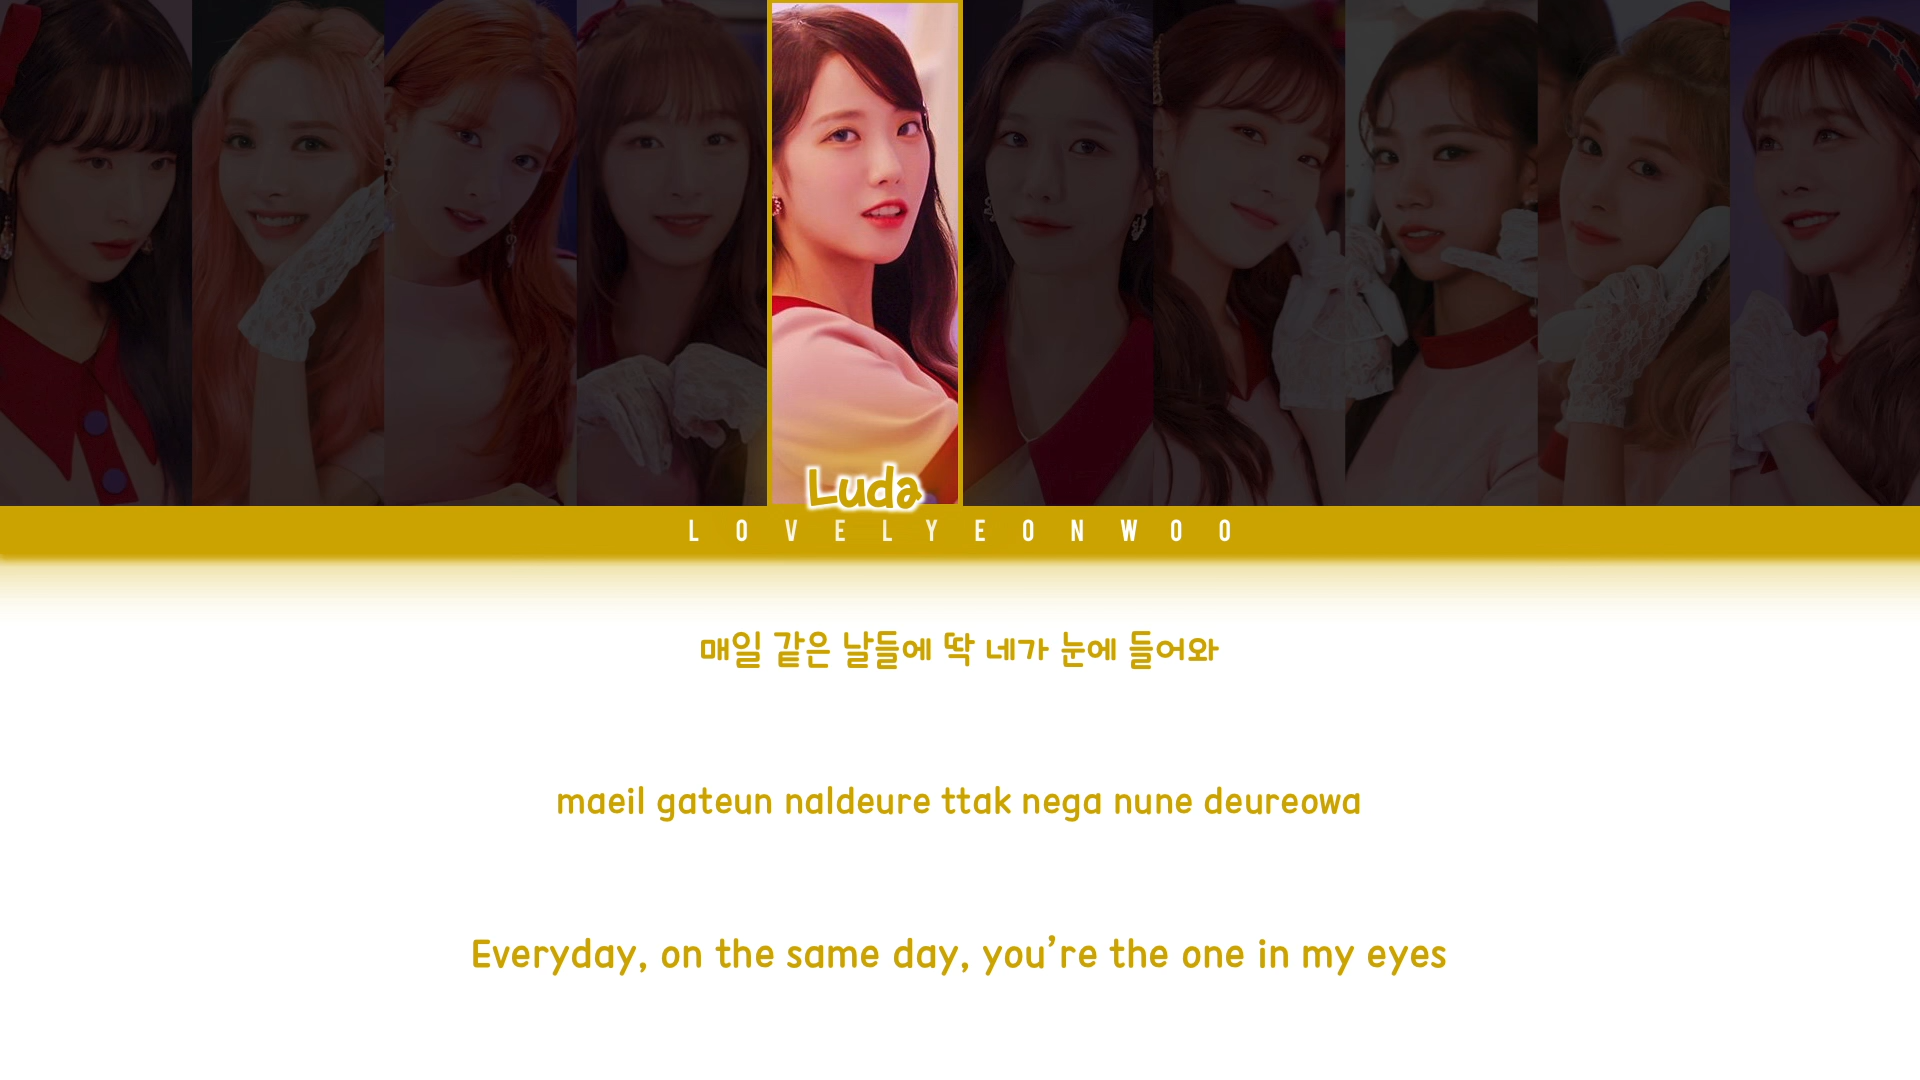 Luda
LOVELYEONWOO
매일 같은 날들에 딱 네가 눈에 들어와
maeil gateun naldeure ttak nega nune deureowa
Everyday, on the same day, you’re the one in my eyes